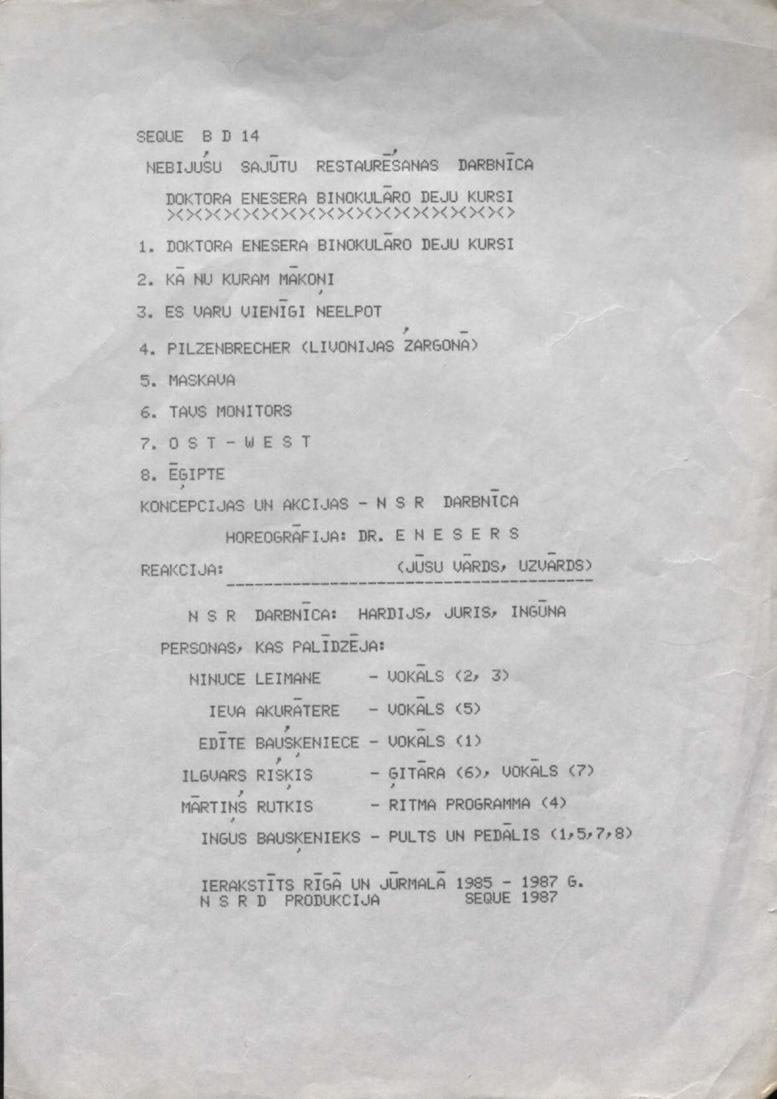 SEQUE B D 14
NEBIJUŠU SAJŪTU RESTAURĒŠANAS DARBNĪCA
DOKTORA ENESERA BINOKULĀRO DEJU KURSI
><><><><><><><><><><><><><><><><><><>
1. DOKTORA ENESERA BINOKULĀRO DEJU KURSI
2. KĀ NU KURAM MĀKOŅI
3. ES VARU VIENĪGI NEELPOT
4. PILZENBRECHER (LIVONIJAS ŽARGONĀ)
5. MASKAVA
6. TAVS MONITORS
7. O S T - W E S T
8. ĒĢIPTE
KONCEPCIJAS UN AKCIJAS - N S R DARBNĪCA
HOREOGRĀFIJA: DR. E N E S E R S
REAKCIJA: (JŪSU VĀRDS, UZVĀRDS)
---------------------------------------
N S R DARBNĪCA: HARDIJS, JURIS, INGŪNA
PERSONAS, KAS PALĪDZĒJA:
NINUCE LEIMANE - VOKĀLS (2, 3)
IEVA AKURĀTERE - VOKĀLS (5)
EDĪTE BAUŠĶENIECE - VOKĀLS (1)
ILGVARS RIŠĶIS - ĢITĀRA (6), VOKĀLS (7)
MĀRTIŅŠ RUTKIS - RITMA PROGRAMMA (4)
INGUS BAUŠĶENIEKS - PULTS UN PEDĀLIS (1,5,7,8)
IERAKSTĪTS RĪGĀ UN JŪRMALĀ 1985 - 1987 G.
N S R D PRODUKCIJA SEQUE 1987